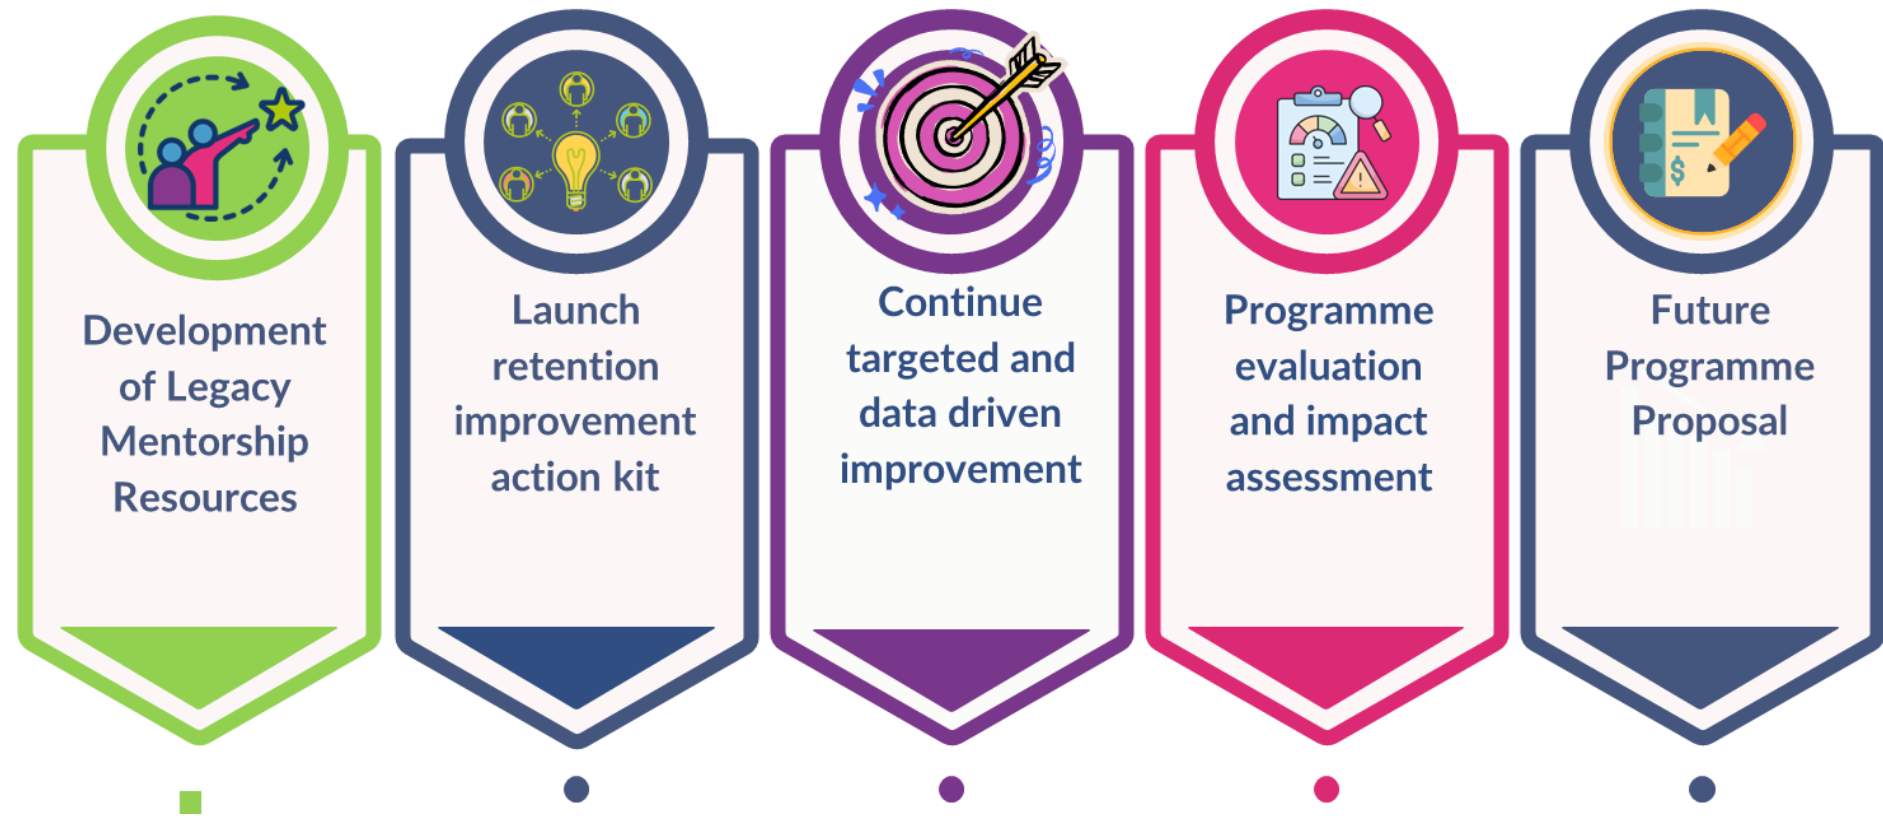 Development
of Legacy
Mentorship
Resources
Launch
retention
improvement
action kit
Continue
targeted and
data driven
improvement
Programme
evaluation
and impact
assessment
$
Future
Programme
Proposal